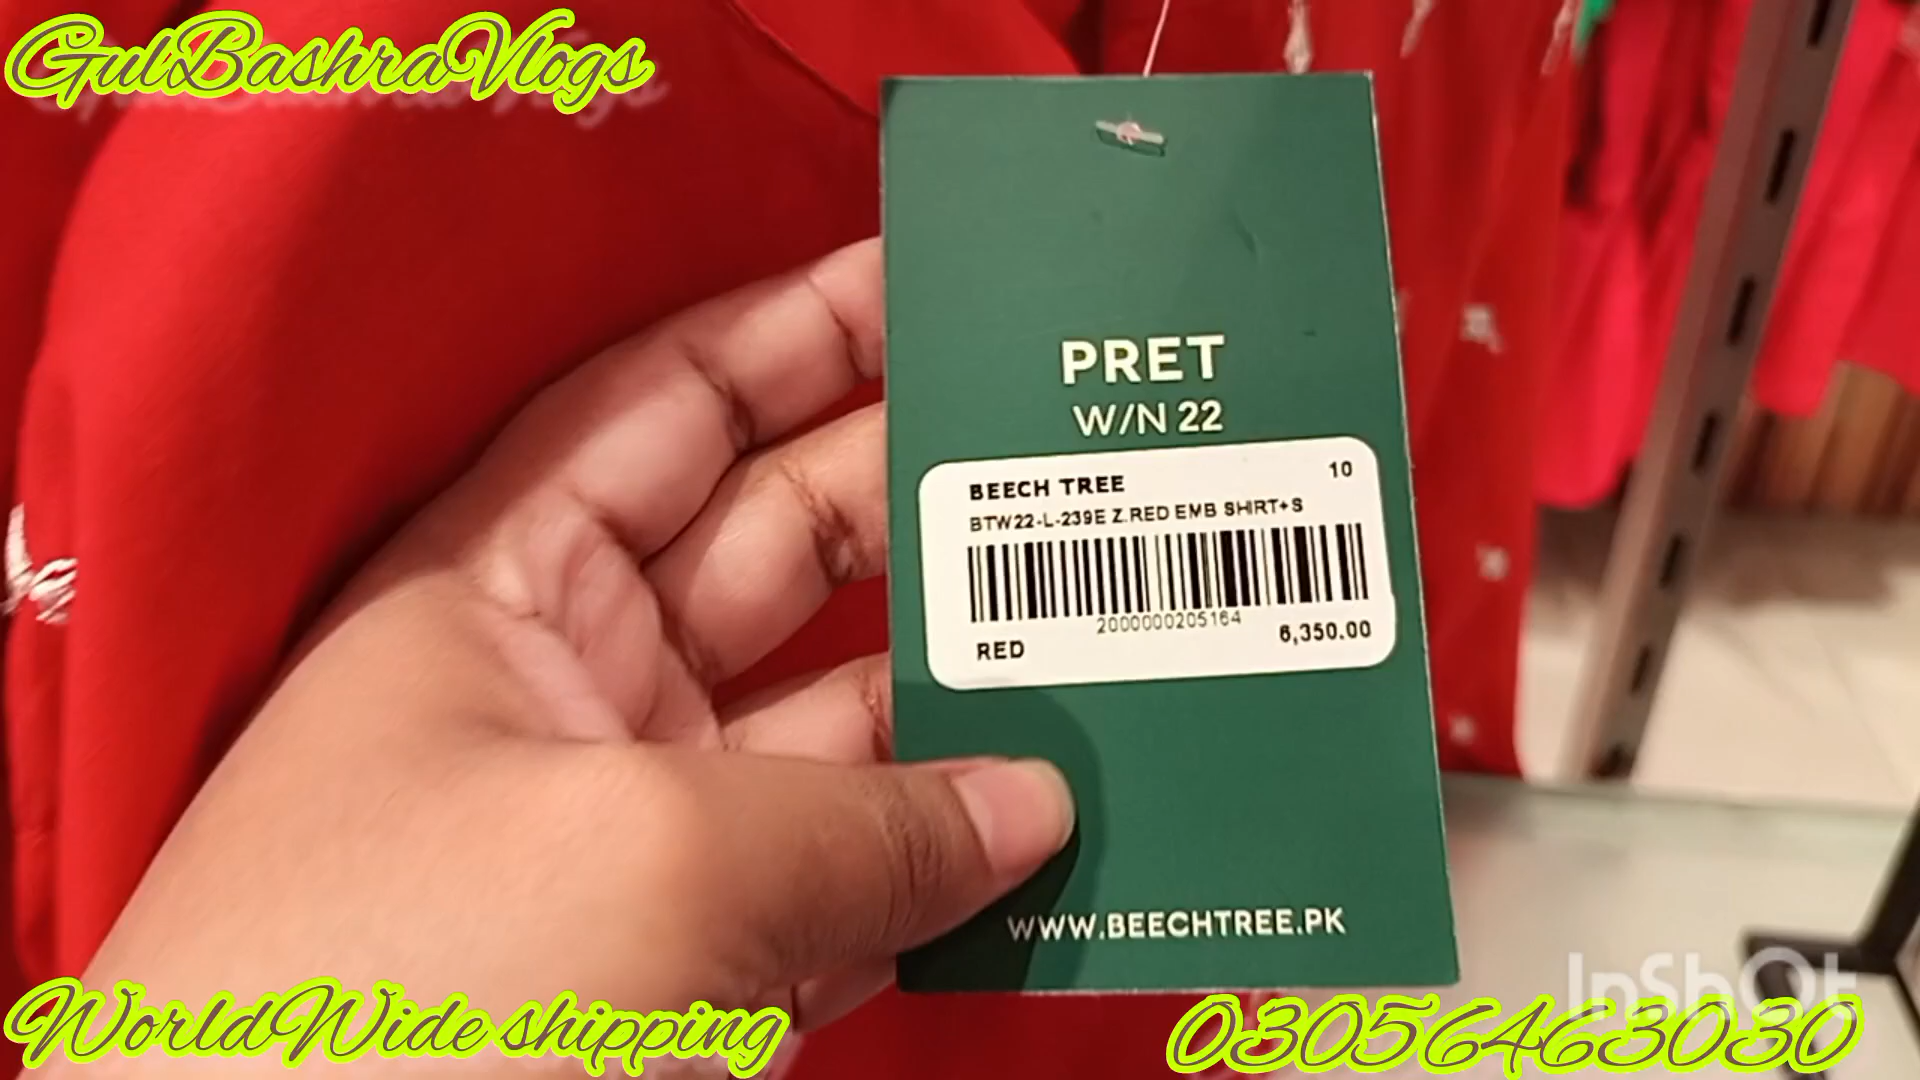 GulBashraVlogs
PRET
W/N 22
BEECH TREE 10
BTW22-L-239E Z.RED EMB SHIRT+S
2000000205164
RED 6,350.00
WWW.BEECHTREE.PK
InShOt
WorldWide shipping 03056463030